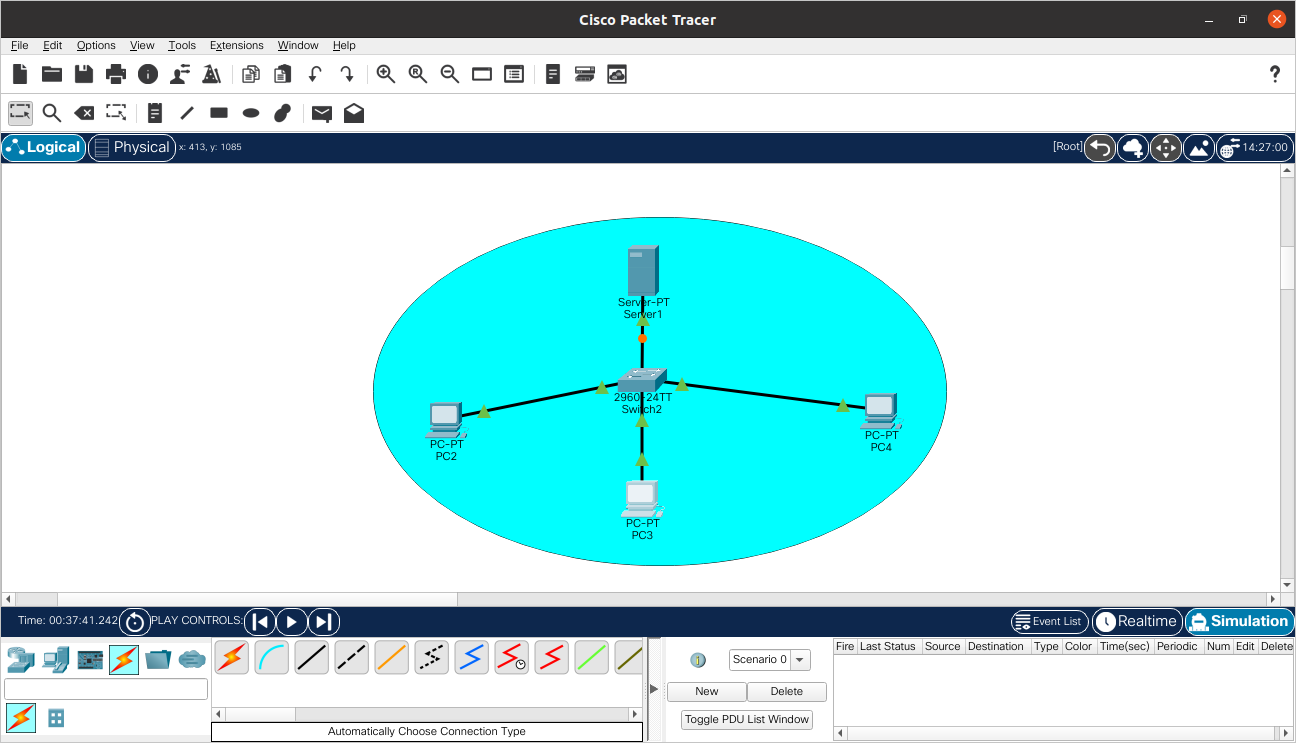 Cisco Packet Tracer
File Edit Options View Tools Extensions Window Help
Logical Physical x: 413, y: 1085 [Root] 14:27:00
Server-PT
Server1
2960-24TT
Switch2
PC-PT
PC2
PC-PT
PC4
PC-PT
PC3
Time: 00:37:41.242 PLAY CONTROLS: Event List Realtime Simulation
Scenario 0
New Delete
Toggle PDU List Window
Fire Last Status Source Destination Type Color Time(sec) Periodic Num Edit Delete
Automatically Choose Connection Type